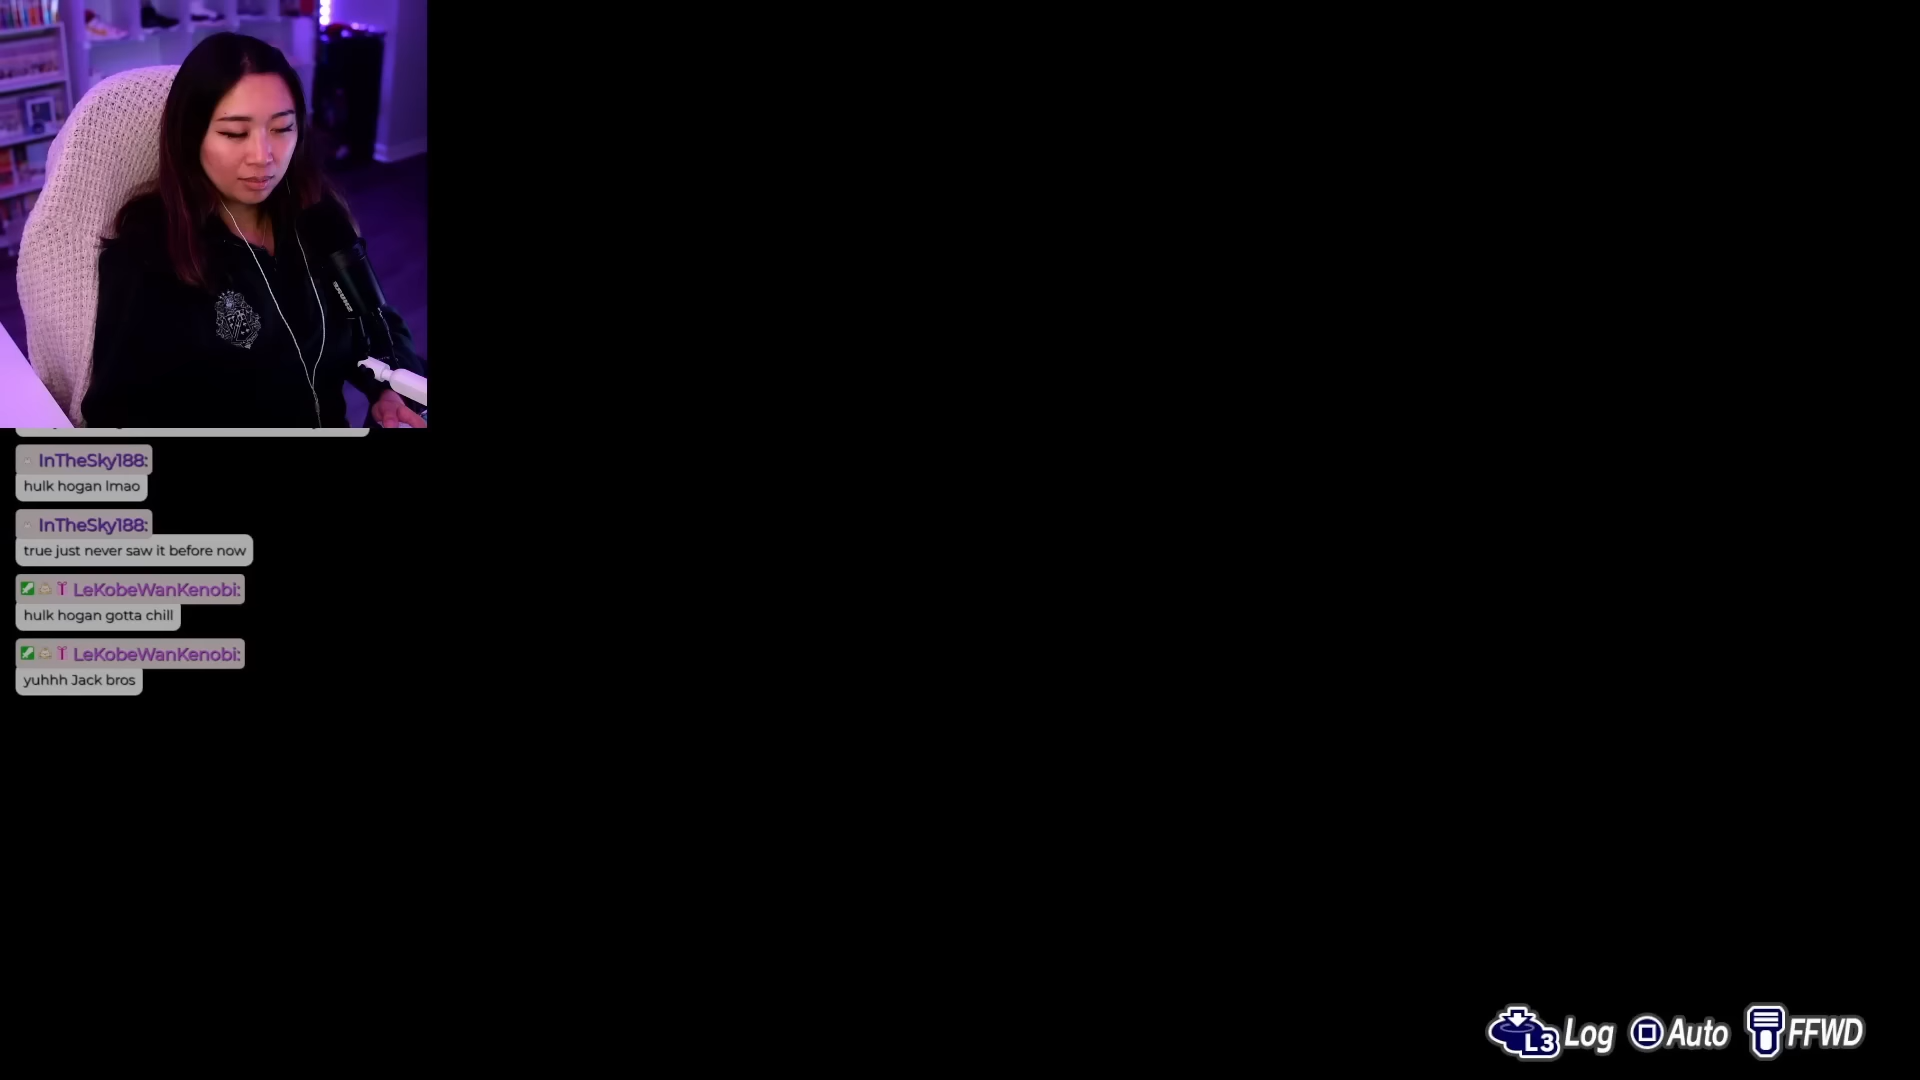 InTheSky188:
hulk hogan lmao
InTheSky188:
true just never saw it before now
LeKobeWanKenobi:
hulk hogan gotta chill
LeKobeWanKenobi:
yuhhh Jack bros
L3 Log Auto FFWD